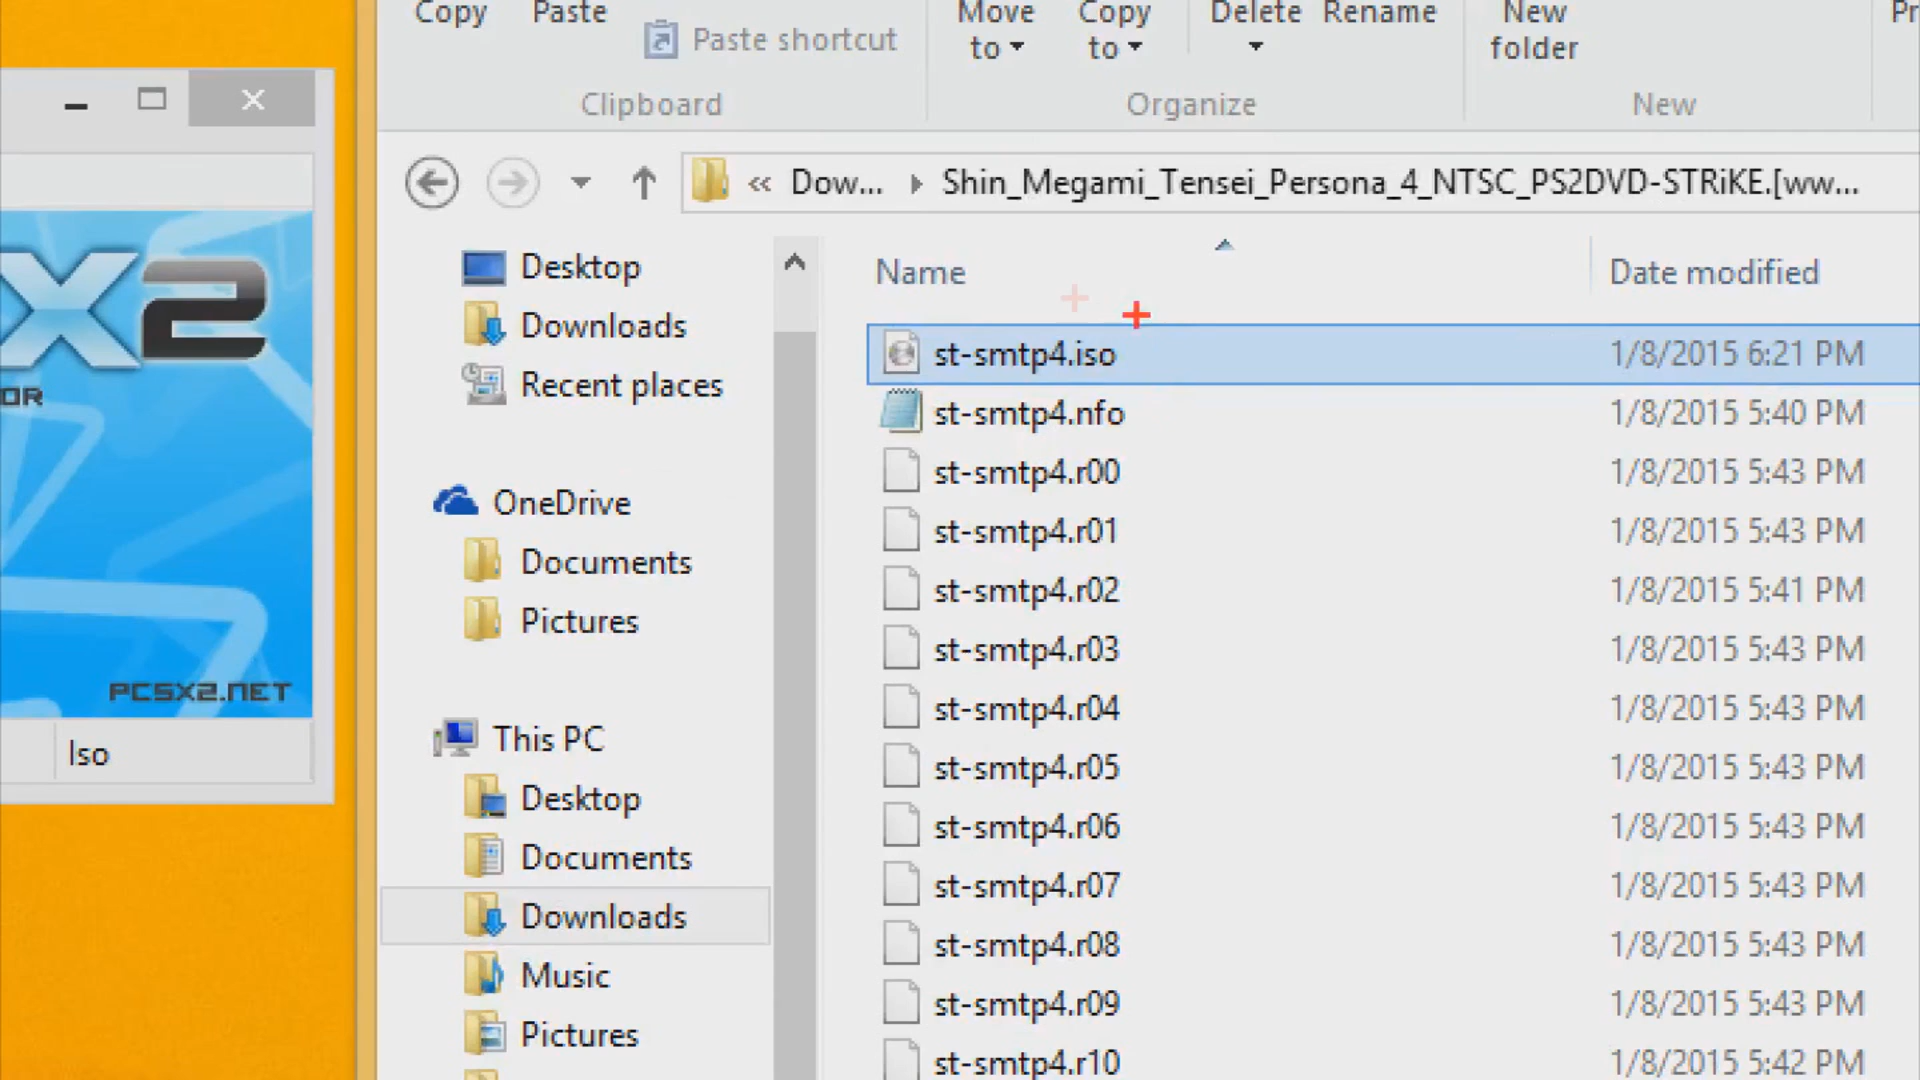 Copy
Paste
Paste shortcut
Move to
Copy to
Delete
Rename
New folder
Clipboard
Organize
New
« Dow... Shin_Megami_Tensei_Persona_4_NTSC_PS2DVD-STRiKE.[ww...
Name
Date modified
Desktop
Downloads
Recent places
OneDrive
Documents
Pictures
This PC
Desktop
Documents
Downloads
Music
Pictures
st-smtp4.iso 1/8/2015 6:21 PM
st-smtp4.nfo 1/8/2015 5:40 PM
st-smtp4.r00 1/8/2015 5:43 PM
st-smtp4.r01 1/8/2015 5:43 PM
st-smtp4.r02 1/8/2015 5:41 PM
st-smtp4.r03 1/8/2015 5:43 PM
st-smtp4.r04 1/8/2015 5:43 PM
st-smtp4.r05 1/8/2015 5:43 PM
st-smtp4.r06 1/8/2015 5:43 PM
st-smtp4.r07 1/8/2015 5:43 PM
st-smtp4.r08 1/8/2015 5:43 PM
st-smtp4.r09 1/8/2015 5:43 PM
st-smtp4.r10 1/8/2015 5:42 PM
X2
OR
PCSX2.NET
Iso